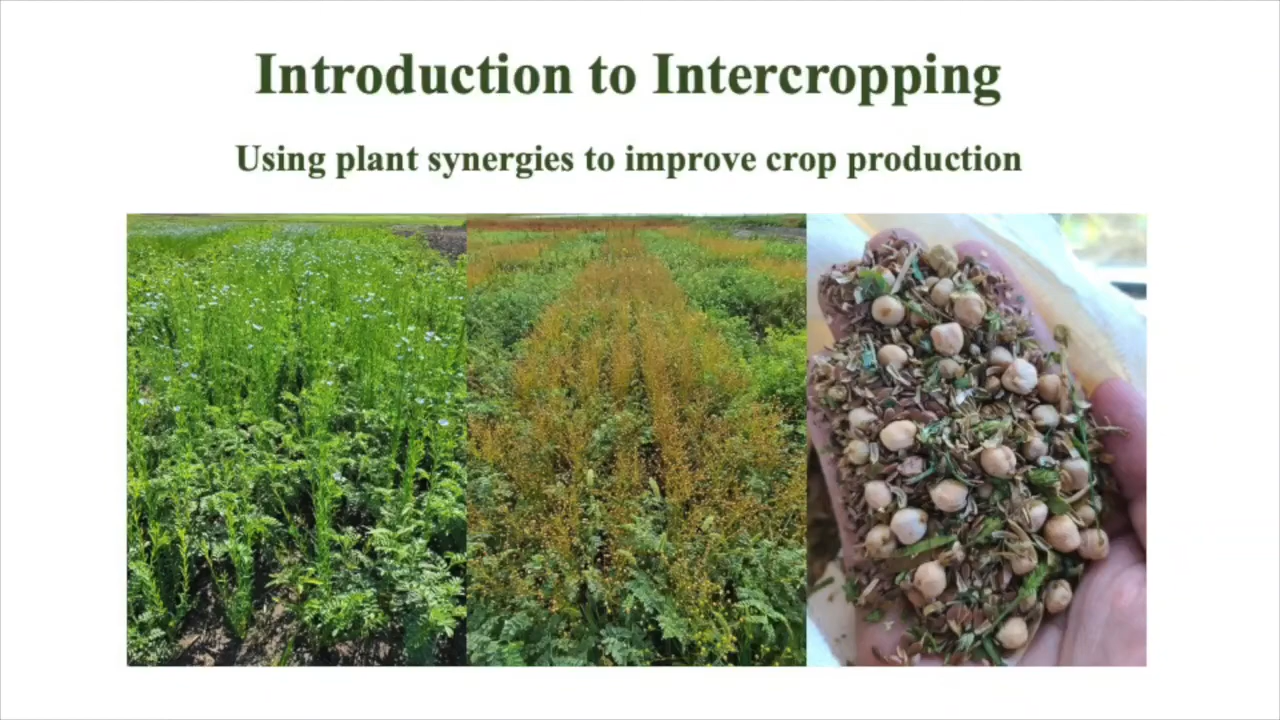 Introduction to Intercropping
Using plant synergies to improve crop production